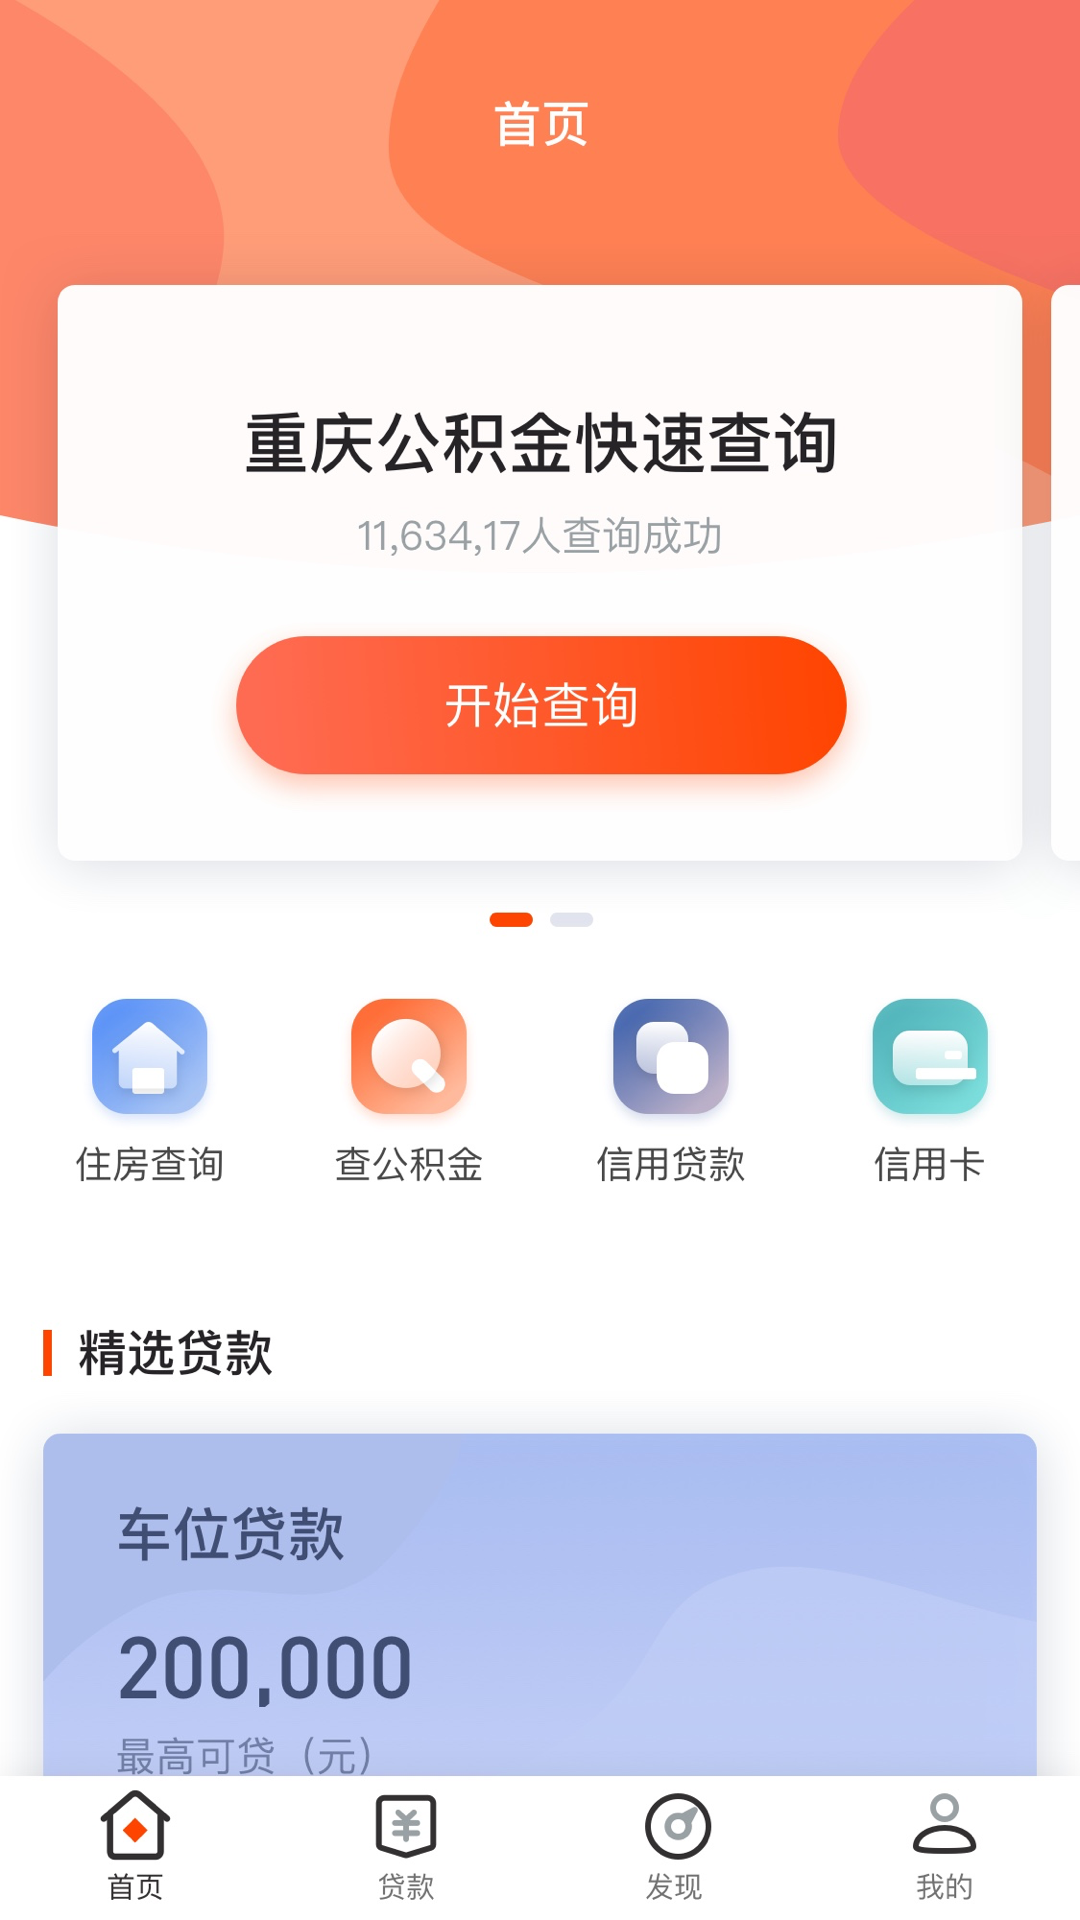 首页
重庆公积金快速查询
11,634,17人查询成功
开始查询
住房查询
查公积金
信用贷款
信用卡
精选贷款
车位贷款
200,000
最高可贷（元）
首页
贷款
发现
我的